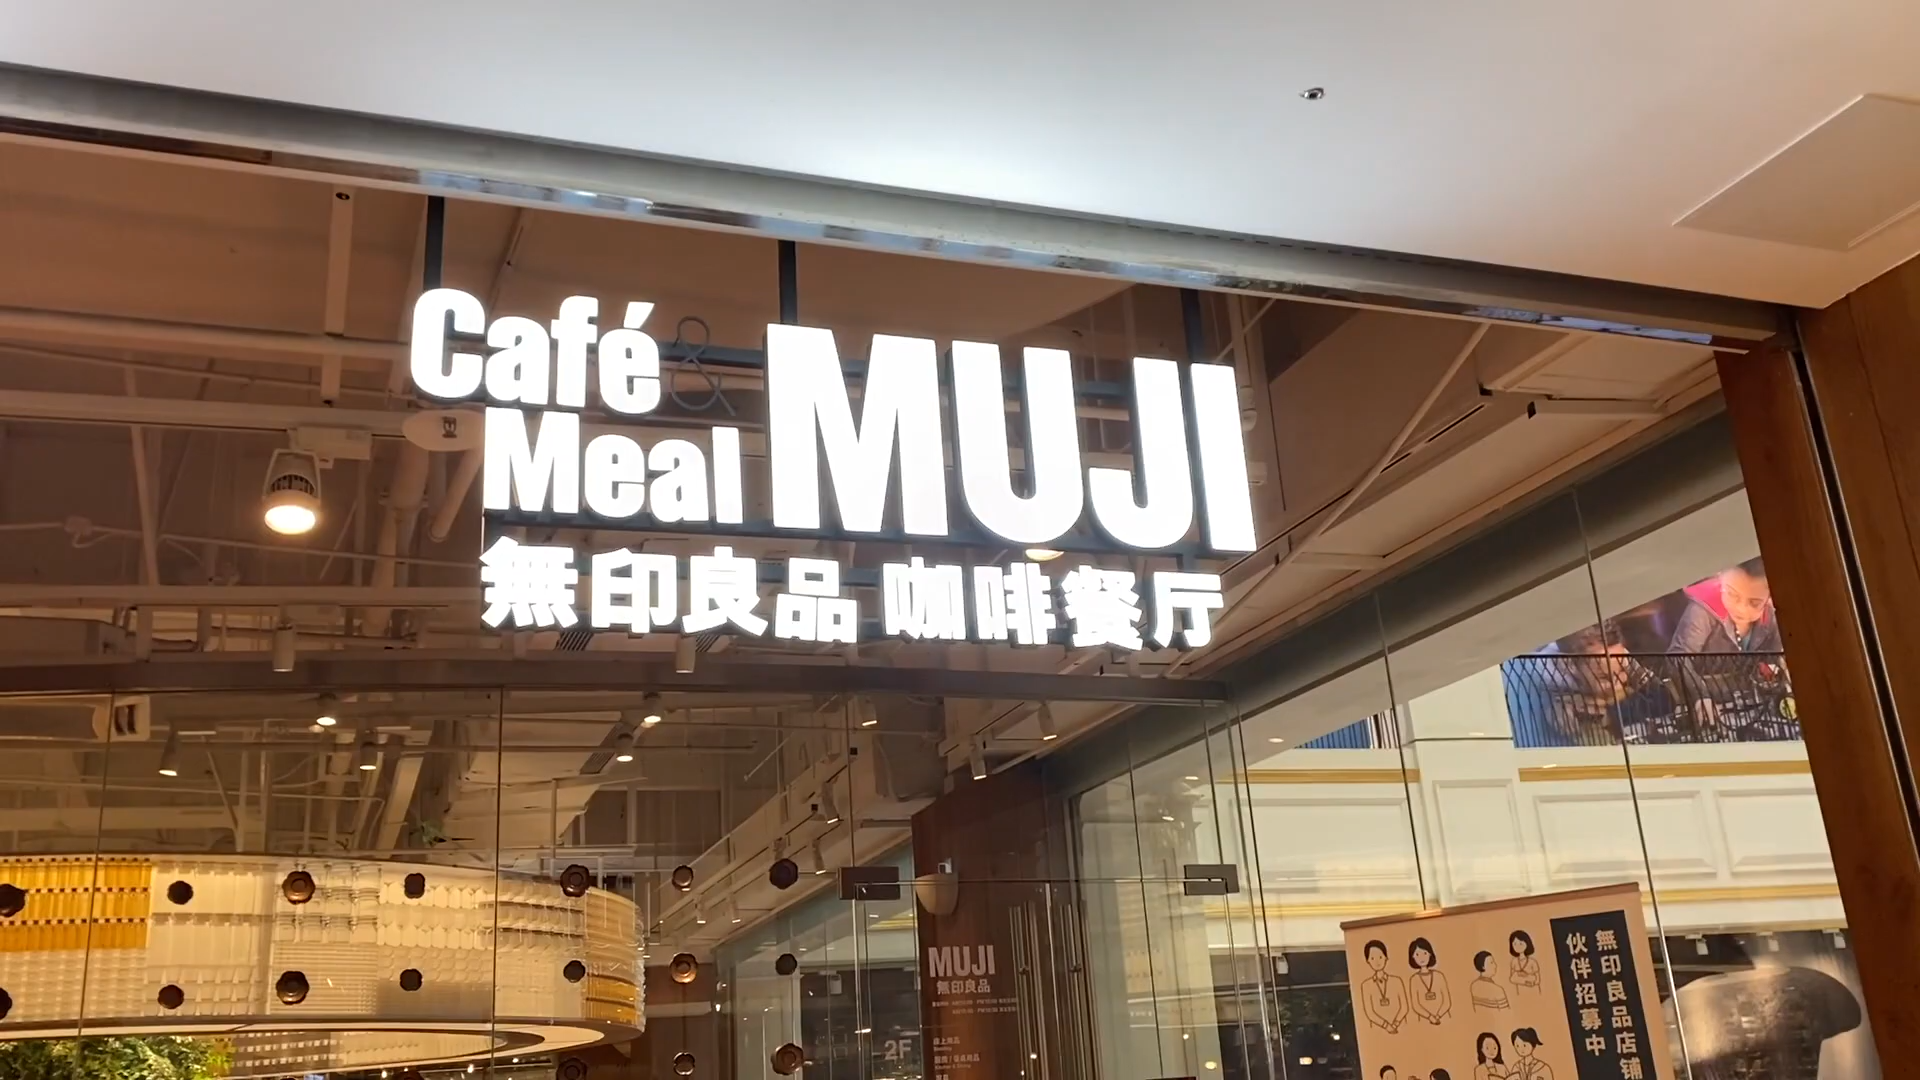 Café &
Meal MUJI
無印良品 咖啡餐厅
MUJI
無印良品
2F
無印良品店铺
伙伴招募中